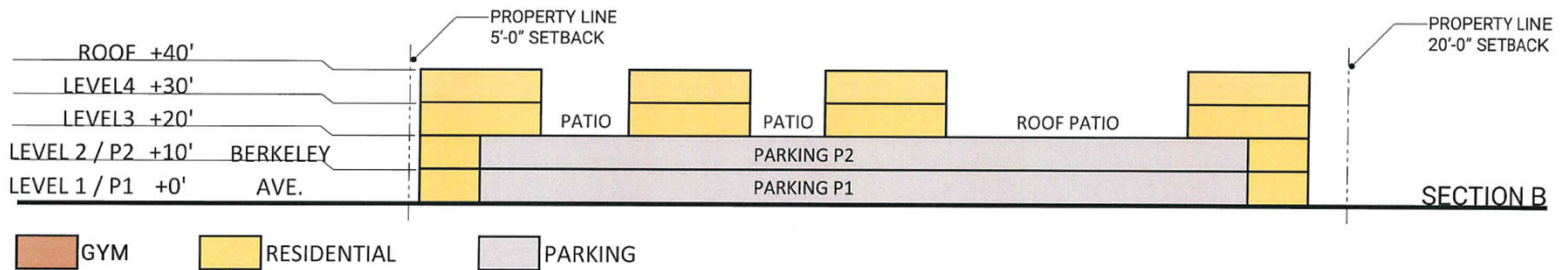 PROPERTY LINE
5'-0" SETBACK
PROPERTY LINE
20'-0" SETBACK
ROOF +40'
LEVEL4 +30'
LEVEL3 +20'
LEVEL 2 / P2 +10' BERKELEY
LEVEL 1 / P1 +0' AVE.
PATIO
PATIO
ROOF PATIO
PARKING P2
PARKING P1
SECTION B
GYM
RESIDENTIAL
PARKING